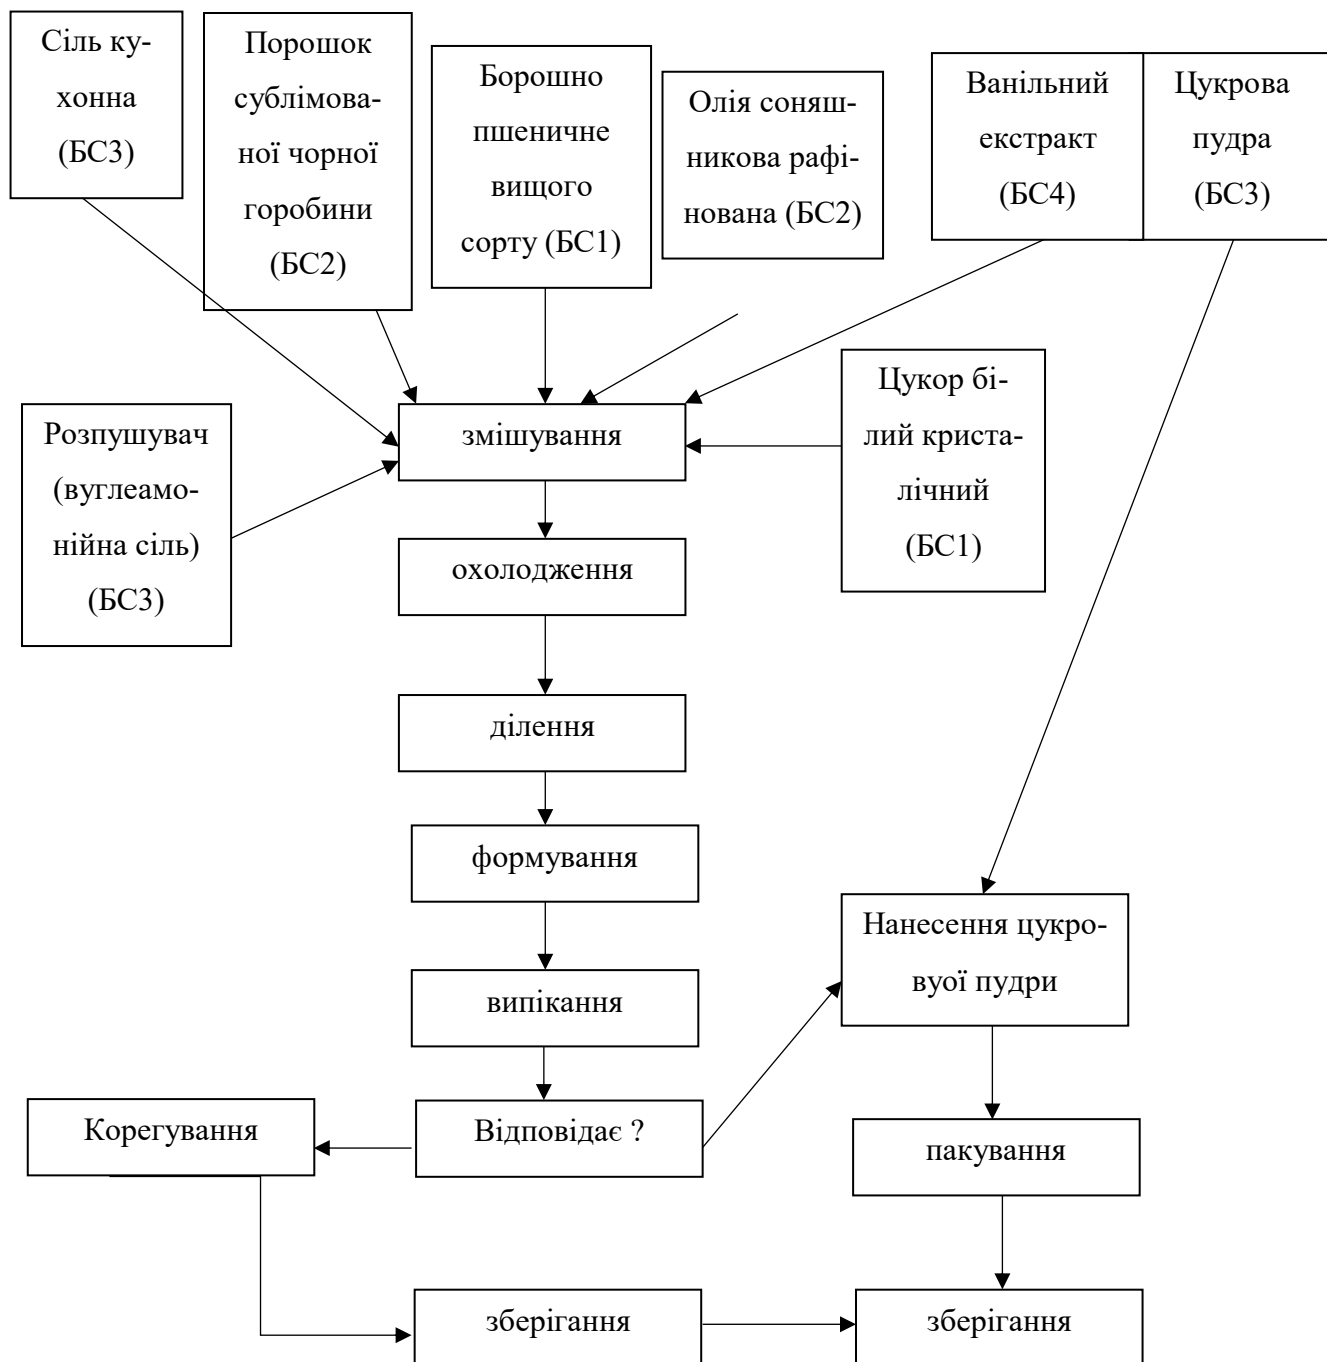 Сіль ку-
хонна
(БС3)
Порошок
сублімова-
ної чорної
горобини
(БС2)
Борошно
пшеничне
вищого
сорту (БС1)
Олія соняш-
никова рафі-
нована (БС2)
Ванільний
екстракт
(БС4)
Цукрова
пудра
(БС3)
Розпушувач
(вуглеамо-
нійна сіль)
(БС3)
змішування
Цукор бі-
лий криста-
лічний
(БС1)
охолодження
ділення
формування
випікання
Нанесення цукро-
вуої пудри
Корегування
Відповідає ?
пакування
зберігання
зберігання